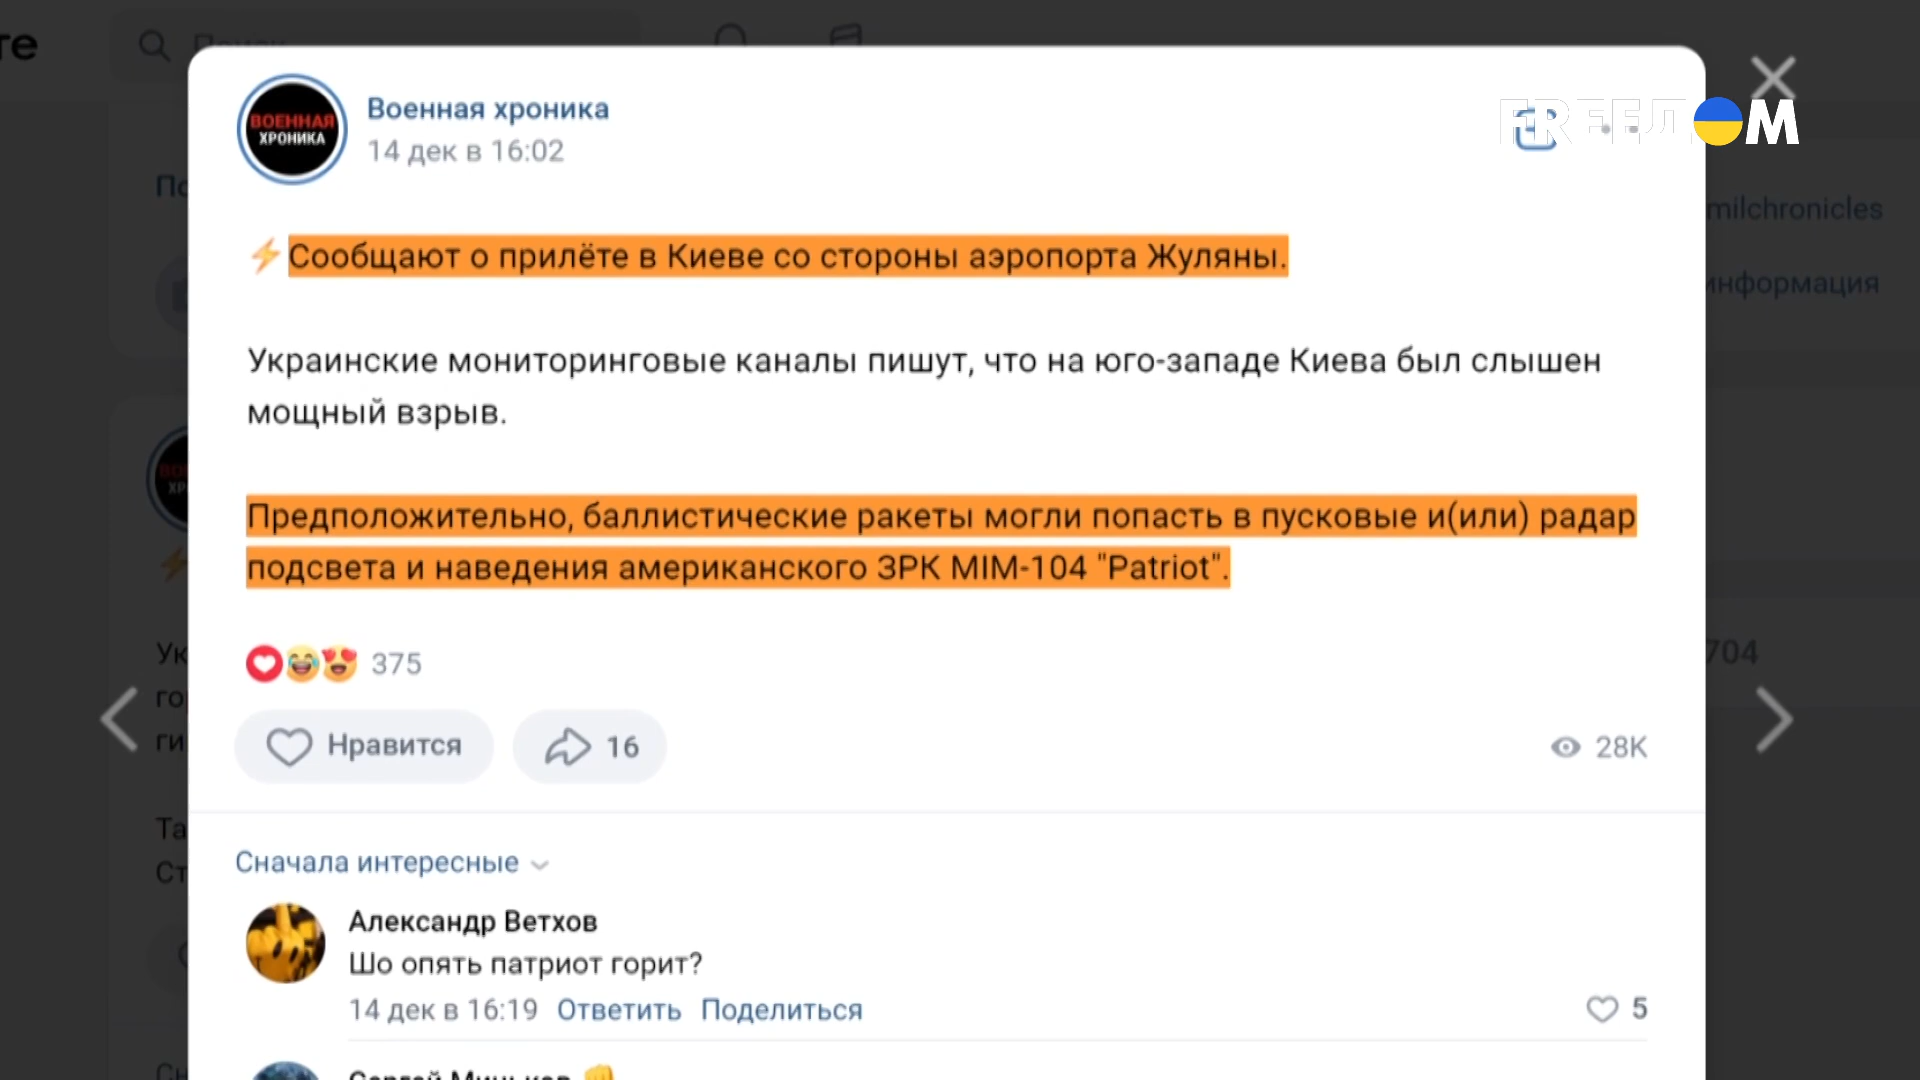 те
Поиск
FREEДОМ
ВОЕННАЯ
ХРОНИКА
Военная хроника
14 дек в 16:02
milchronicles
информация
Сообщают о прилёте в Киеве со стороны аэропорта Жуляны.
Украинские мониторинговые каналы пишут, что на юго-западе Киева был слышен
мощный взрыв.
Предположительно, баллистические ракеты могли попасть в пусковые и(или) радар
подсвета и наведения американского ЗРК MIM-104 "Patriot".
375
704
Нравится
16
28K
Сначала интересные
Александр Ветхов
Шо опять патриот горит?
14 дек в 16:19 Ответить Поделиться
5